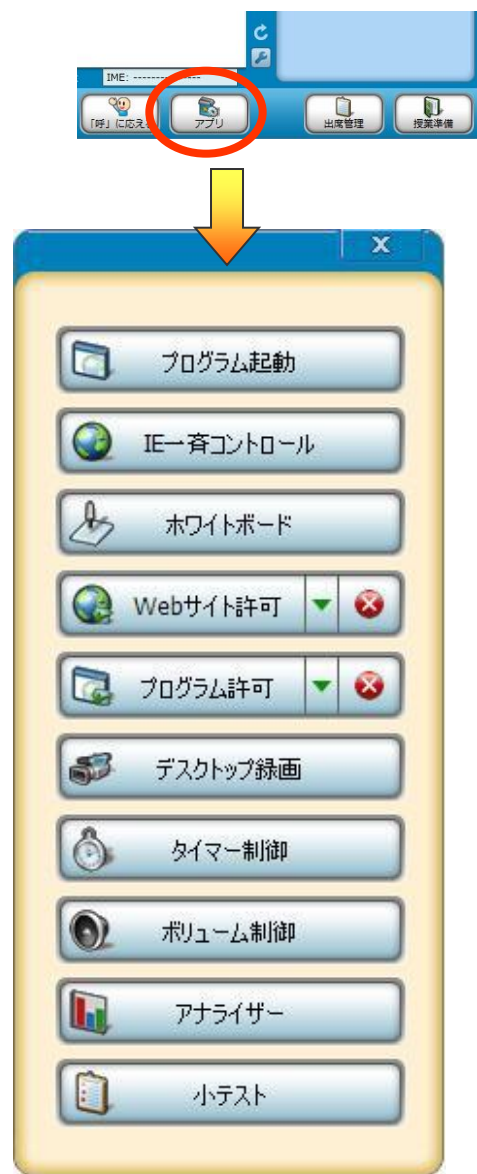 IME: ---------------
「呼」に応える
アプリ
出席管理
授業準備
X
プログラム起動
IE一斉コントロール
ホワイトボード
Webサイト許可
プログラム許可
デスクトップ録画
タイマー制御
ボリューム制御
アナライザー
小テスト